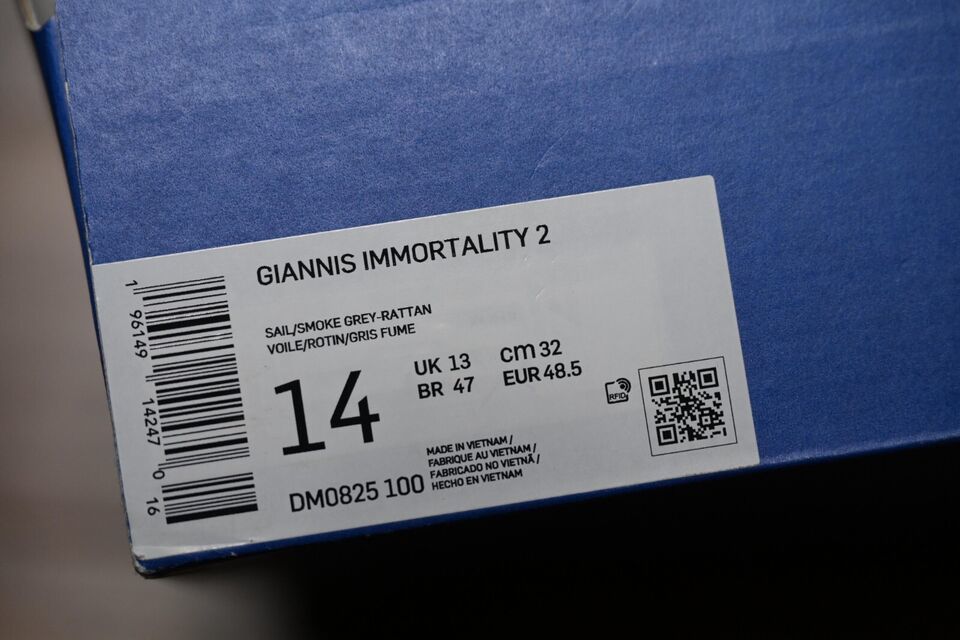 GIANNIS IMMORTALITY 2
SAIL/SMOKE GREY-RATTAN
VOILE/ROTIN/GRIS FUME
14
UK 13 cm 32
BR 47 EUR 48.5
RFID
MADE IN VIETNAM /
FABRIQUE AU VIETNAM /
FABRICADO NO VIETNÃ /
HECHO EN VIETNAM
DM0825 100
1 96149 14247 0 16